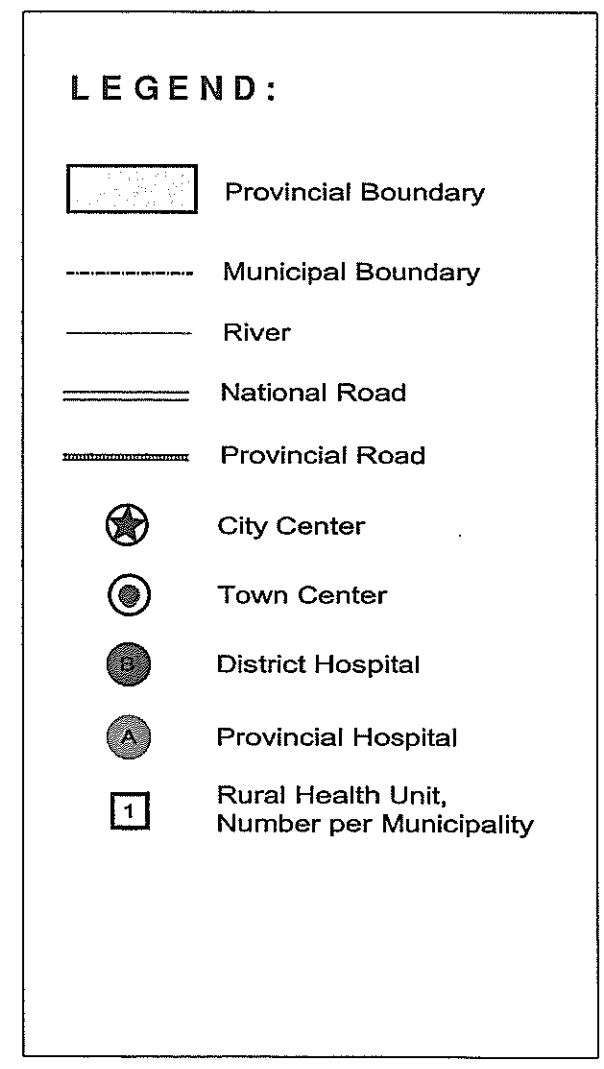 LEGEND:
Provincial Boundary
Municipal Boundary
River
National Road
Provincial Road
City Center
Town Center
B District Hospital
A Provincial Hospital
1 Rural Health Unit,
Number per Municipality